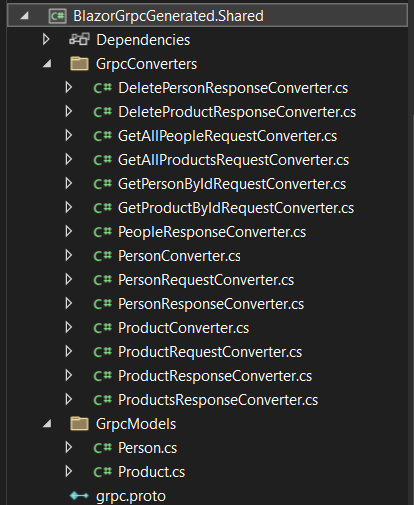 BlazorGrpcGenerated.Shared
Dependencies
GrpcConverters
C# DeletePersonResponseConverter.cs
C# DeleteProductResponseConverter.cs
C# GetAllPeopleRequestConverter.cs
C# GetAllProductsRequestConverter.cs
C# GetPersonByIdRequestConverter.cs
C# GetProductByIdRequestConverter.cs
C# PeopleResponseConverter.cs
C# PersonConverter.cs
C# PersonRequestConverter.cs
C# PersonResponseConverter.cs
C# ProductConverter.cs
C# ProductRequestConverter.cs
C# ProductResponseConverter.cs
C# ProductsResponseConverter.cs
GrpcModels
C# Person.cs
C# Product.cs
grpc.proto